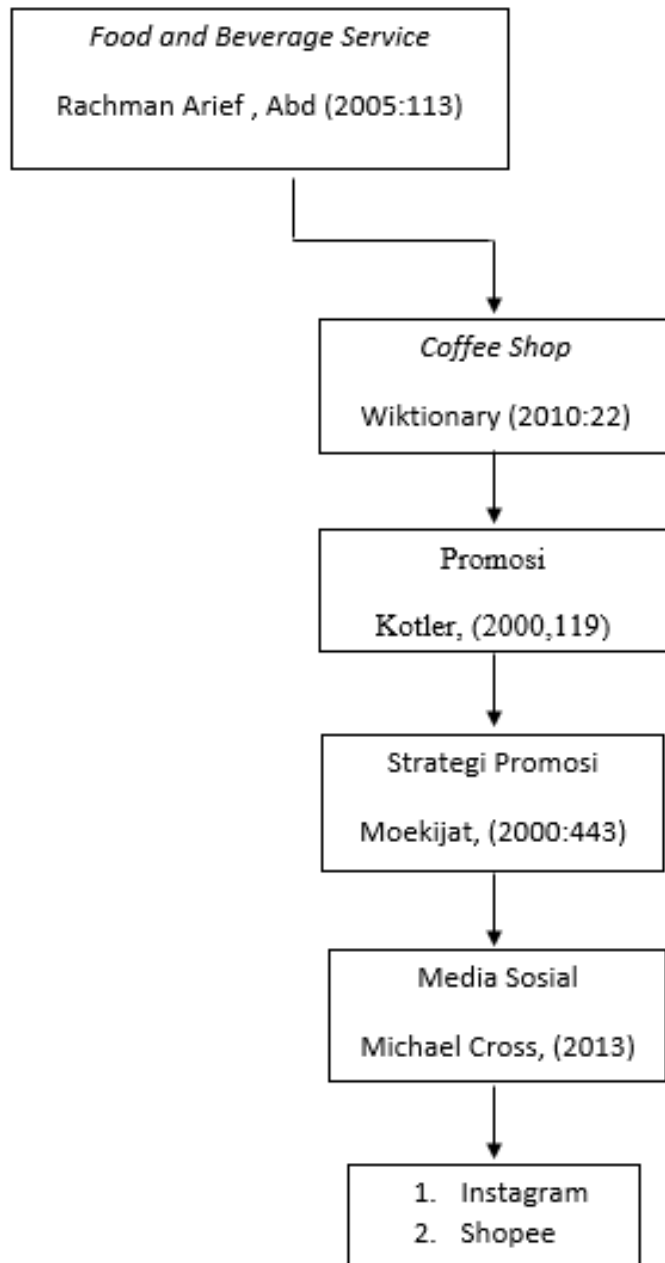 Food and Beverage Service
Rachman Arief , Abd (2005:113)
Coffee Shop
Wiktionary (2010:22)
Promosi
Kotler, (2000,119)
Strategi Promosi
Moekijat, (2000:443)
Media Sosial
Michael Cross, (2013)
1. Instagram
2. Shopee